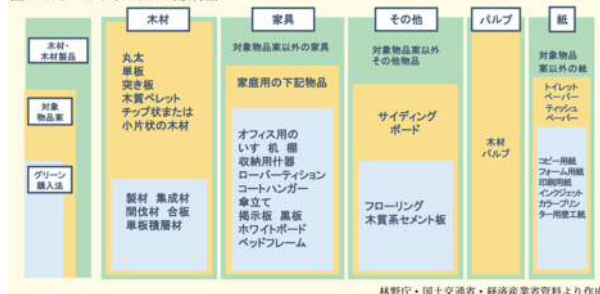 木材・
木材製品
対象
物品案
グリーン
購入法
木材
丸太
単板
突き板
木質ペレット
チップ状または
小片状の木材
製材 集成材
間伐材 合板
単板積層材
家具
対象物品案以外の家具
家庭用の下記物品
オフィス用の
いす 机 棚
収納用什器
ローパーティション
コートハンガー
傘立て
掲示板 黒板
ホワイトボード
ベッドフレーム
その他
対象物品案以外
その他物品
サイディング
ボード
フローリング
木質系セメント板
パルプ
木材
パルプ
紙
対象物品
案以外の紙
トイレット
ペーパー
ティッシュ
ペーパー
コピー用紙
フォーム用紙
印刷用紙
インクジェット
カラープリン
ター用塗工紙
林野庁・国土交通省・経済産業省資料より作成